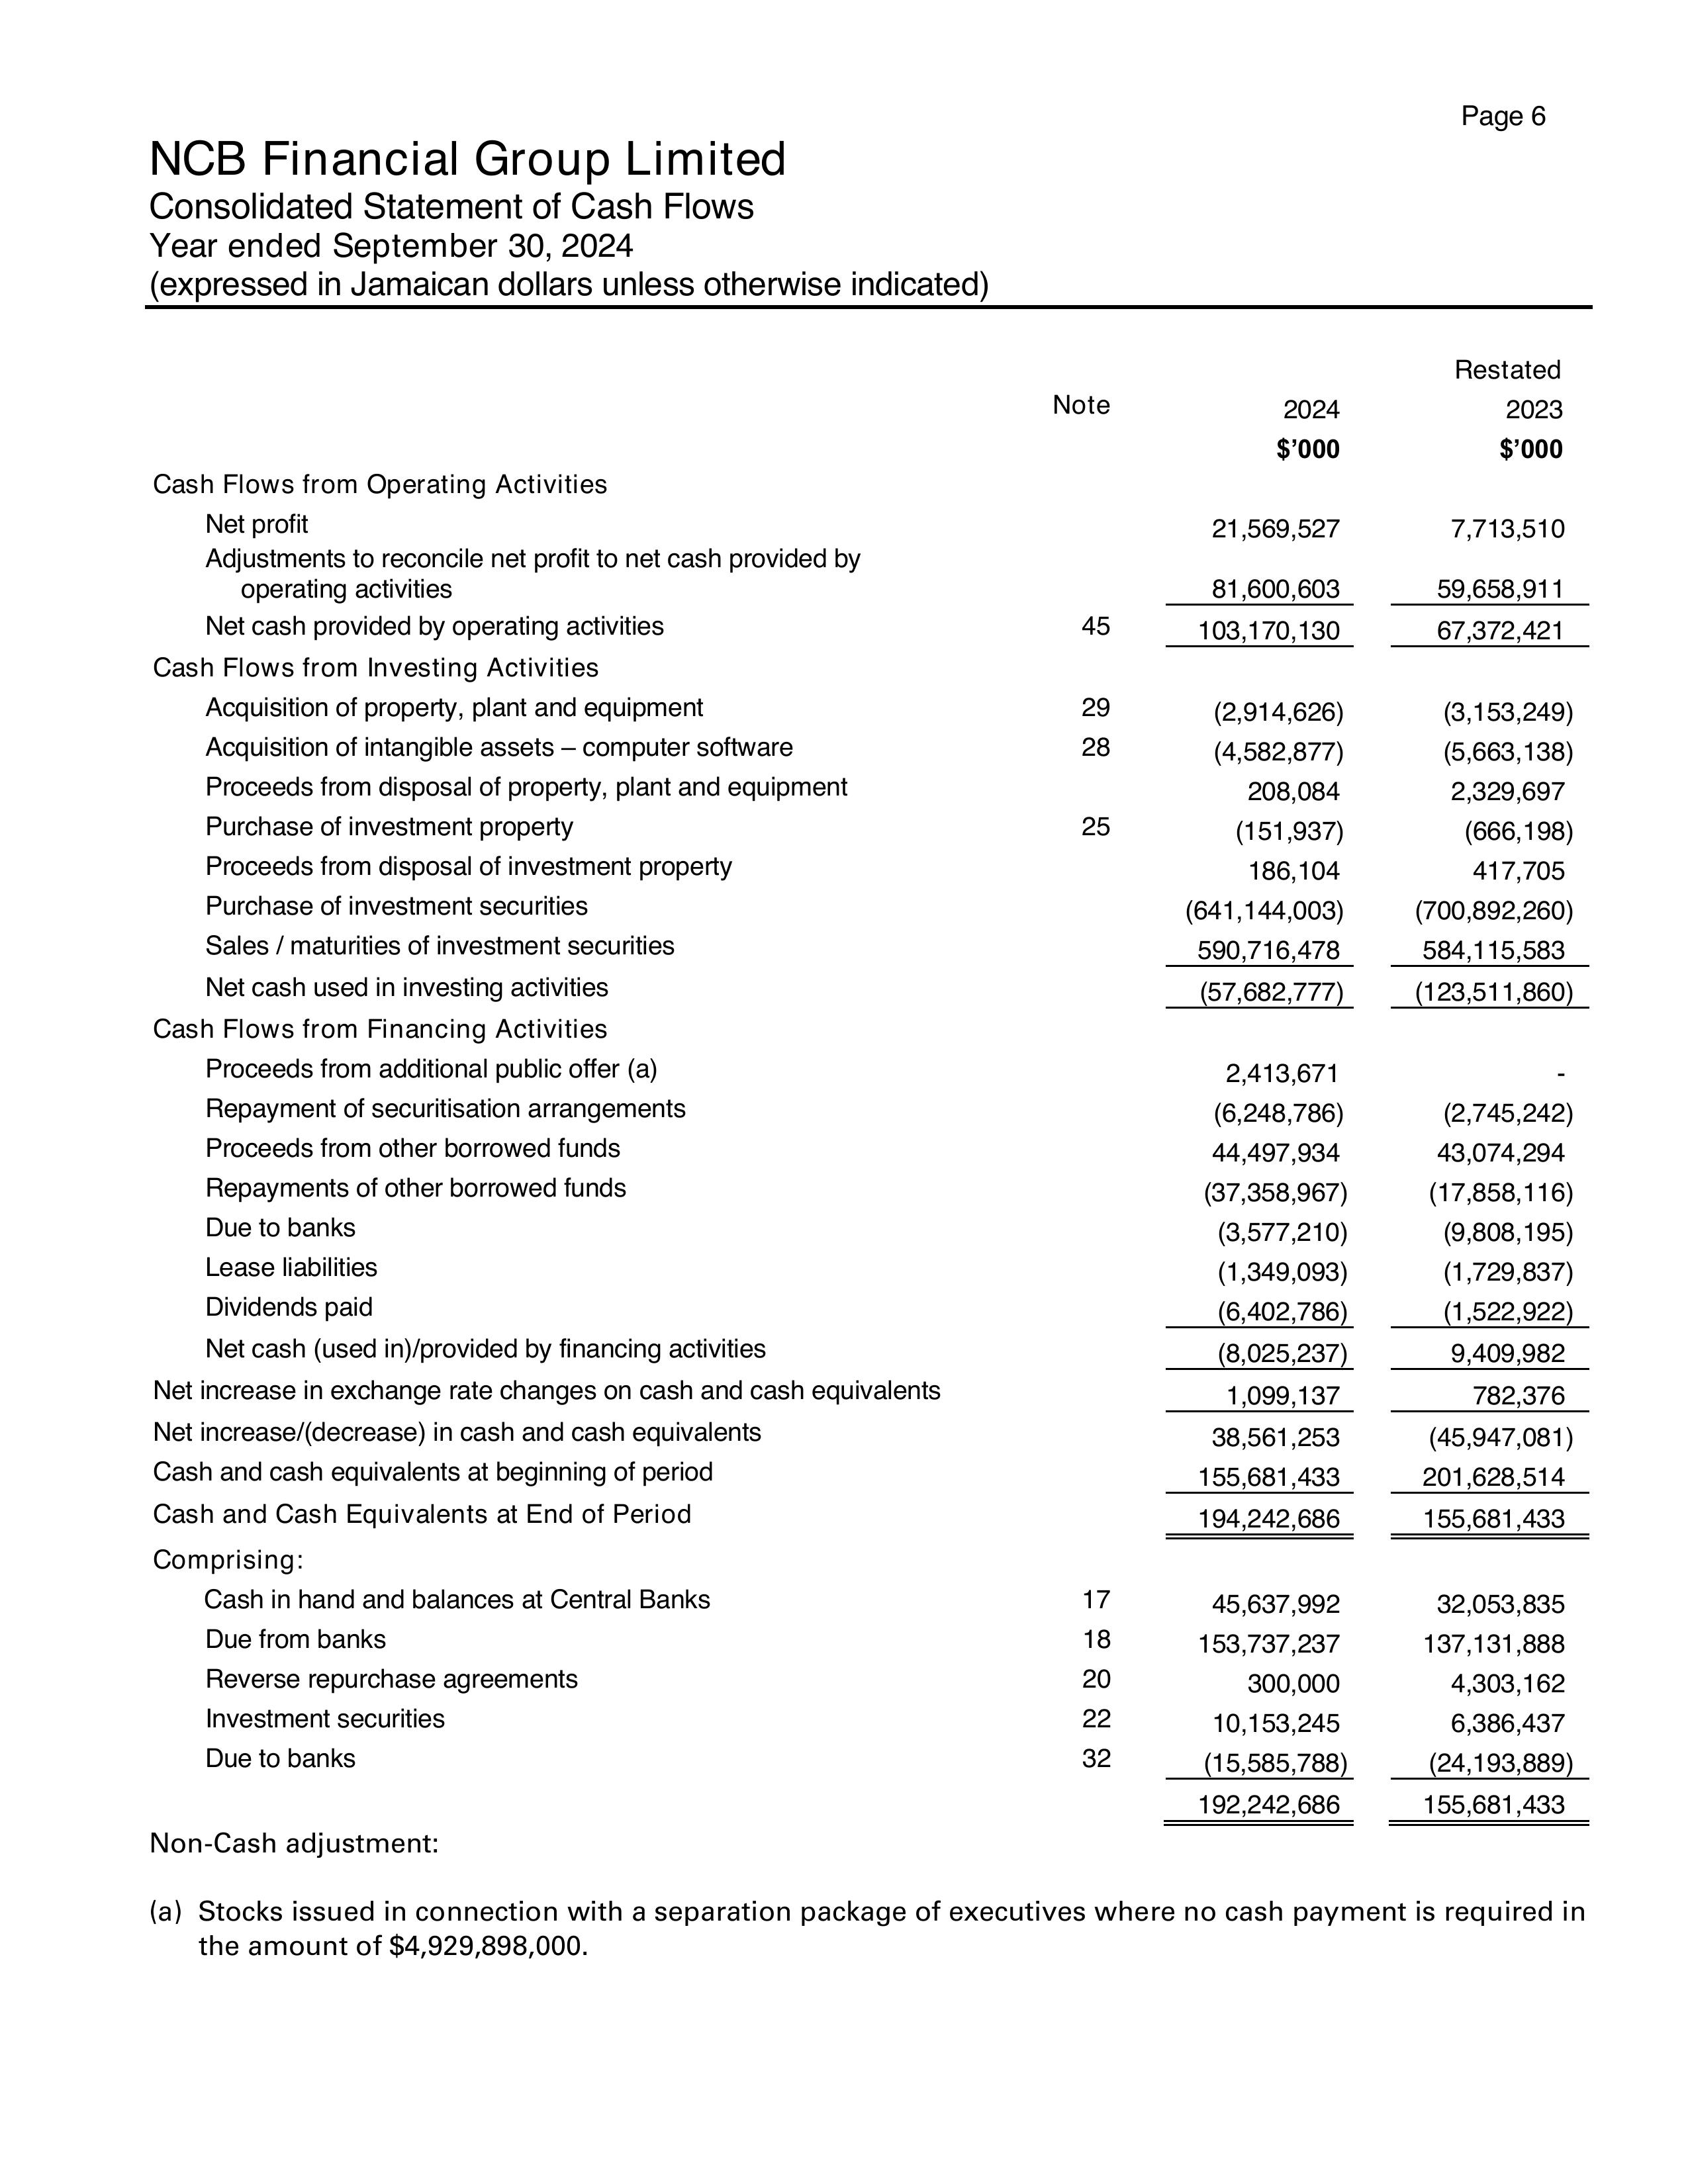 Page 6
NCB Financial Group Limited
Consolidated Statement of Cash Flows
Year ended September 30, 2024
(expressed in Jamaican dollars unless otherwise indicated)
Restated
Note 2024 2023
$’000 $’000
Cash Flows from Operating Activities
Net profit 21,569,527 7,713,510
Adjustments to reconcile net profit to net cash provided by
operating activities 81,600,603 59,658,911
Net cash provided by operating activities 45 103,170,130 67,372,421
Cash Flows from Investing Activities
Acquisition of property, plant and equipment 29 (2,914,626) (3,153,249)
Acquisition of intangible assets – computer software 28 (4,582,877) (5,663,138)
Proceeds from disposal of property, plant and equipment 208,084 2,329,697
Purchase of investment property 25 (151,937) (666,198)
Proceeds from disposal of investment property 186,104 417,705
Purchase of investment securities (641,144,003) (700,892,260)
Sales / maturities of investment securities 590,716,478 584,115,583
Net cash used in investing activities (57,682,777) (123,511,860)
Cash Flows from Financing Activities
Proceeds from additional public offer (a) 2,413,671 -
Repayment of securitisation arrangements (6,248,786) (2,745,242)
Proceeds from other borrowed funds 44,497,934 43,074,294
Repayments of other borrowed funds (37,358,967) (17,858,116)
Due to banks (3,577,210) (9,808,195)
Lease liabilities (1,349,093) (1,729,837)
Dividends paid (6,402,786) (1,522,922)
Net cash (used in)/provided by financing activities (8,025,237) 9,409,982
Net increase in exchange rate changes on cash and cash equivalents 1,099,137 782,376
Net increase/(decrease) in cash and cash equivalents 38,561,253 (45,947,081)
Cash and cash equivalents at beginning of period 155,681,433 201,628,514
Cash and Cash Equivalents at End of Period 194,242,686 155,681,433
Comprising:
Cash in hand and balances at Central Banks 17 45,637,992 32,053,835
Due from banks 18 153,737,237 137,131,888
Reverse repurchase agreements 20 300,000 4,303,162
Investment securities 22 10,153,245 6,386,437
Due to banks 32 (15,585,788) (24,193,889)
192,242,686 155,681,433
Non-Cash adjustment:
(a) Stocks issued in connection with a separation package of executives where no cash payment is required in
the amount of $4,929,898,000.